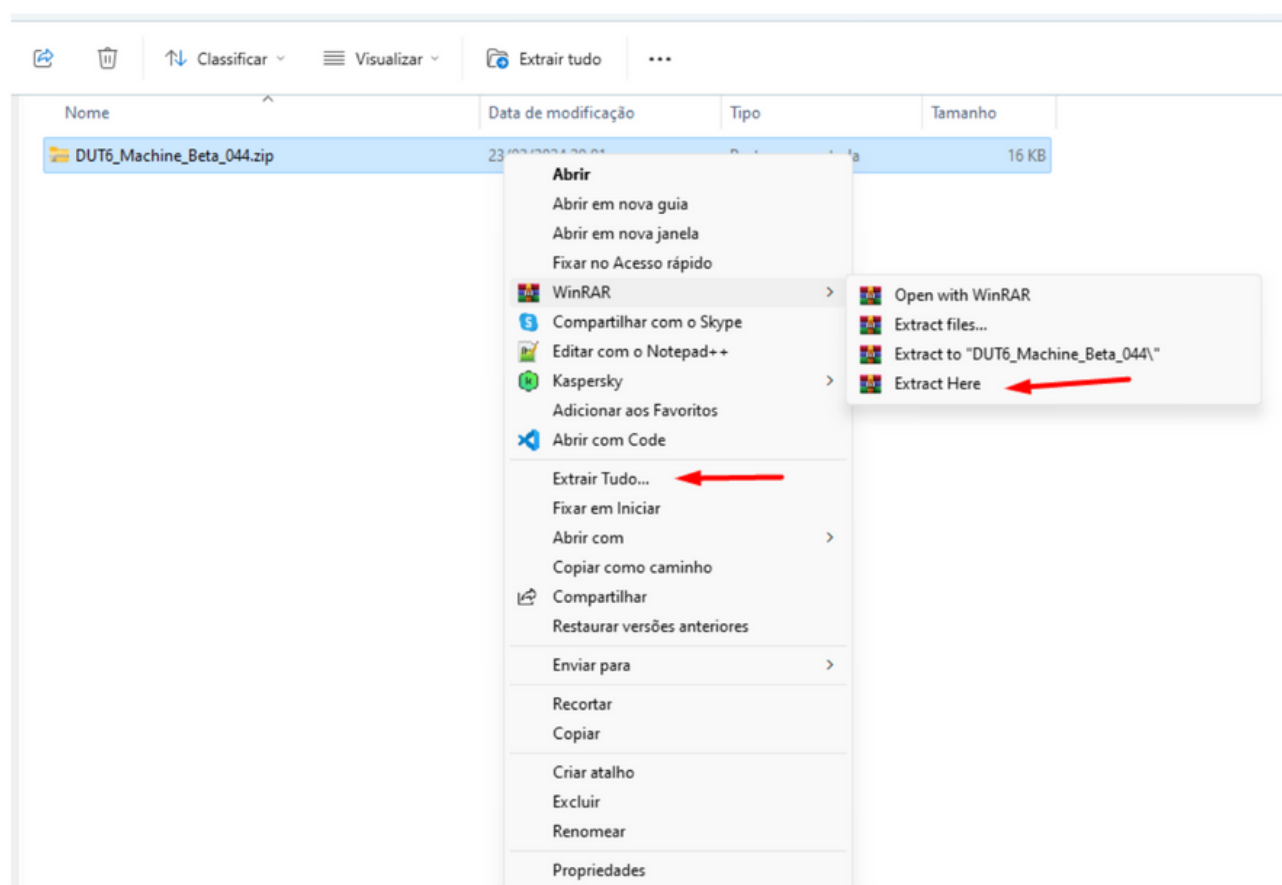 Classificar
Visualizar
Extrair tudo
Nome
Data de modificação
Tipo
Tamanho
DUT6_Machine_Beta_044.zip
16 KB
Abrir
Abrir em nova guia
Abrir em nova janela
Fixar no Acesso rápido
WinRAR
Open with WinRAR
Compartilhar com o Skype
Extract files...
Editar com o Notepad++
Extract to "DUT6_Machine_Beta_044\"
Kaspersky
Extract Here
Adicionar aos Favoritos
Abrir com Code
Extrair Tudo...
Fixar em Iniciar
Abrir com
Copiar como caminho
Compartilhar
Restaurar versões anteriores
Enviar para
Recortar
Copiar
Criar atalho
Excluir
Renomear
Propriedades